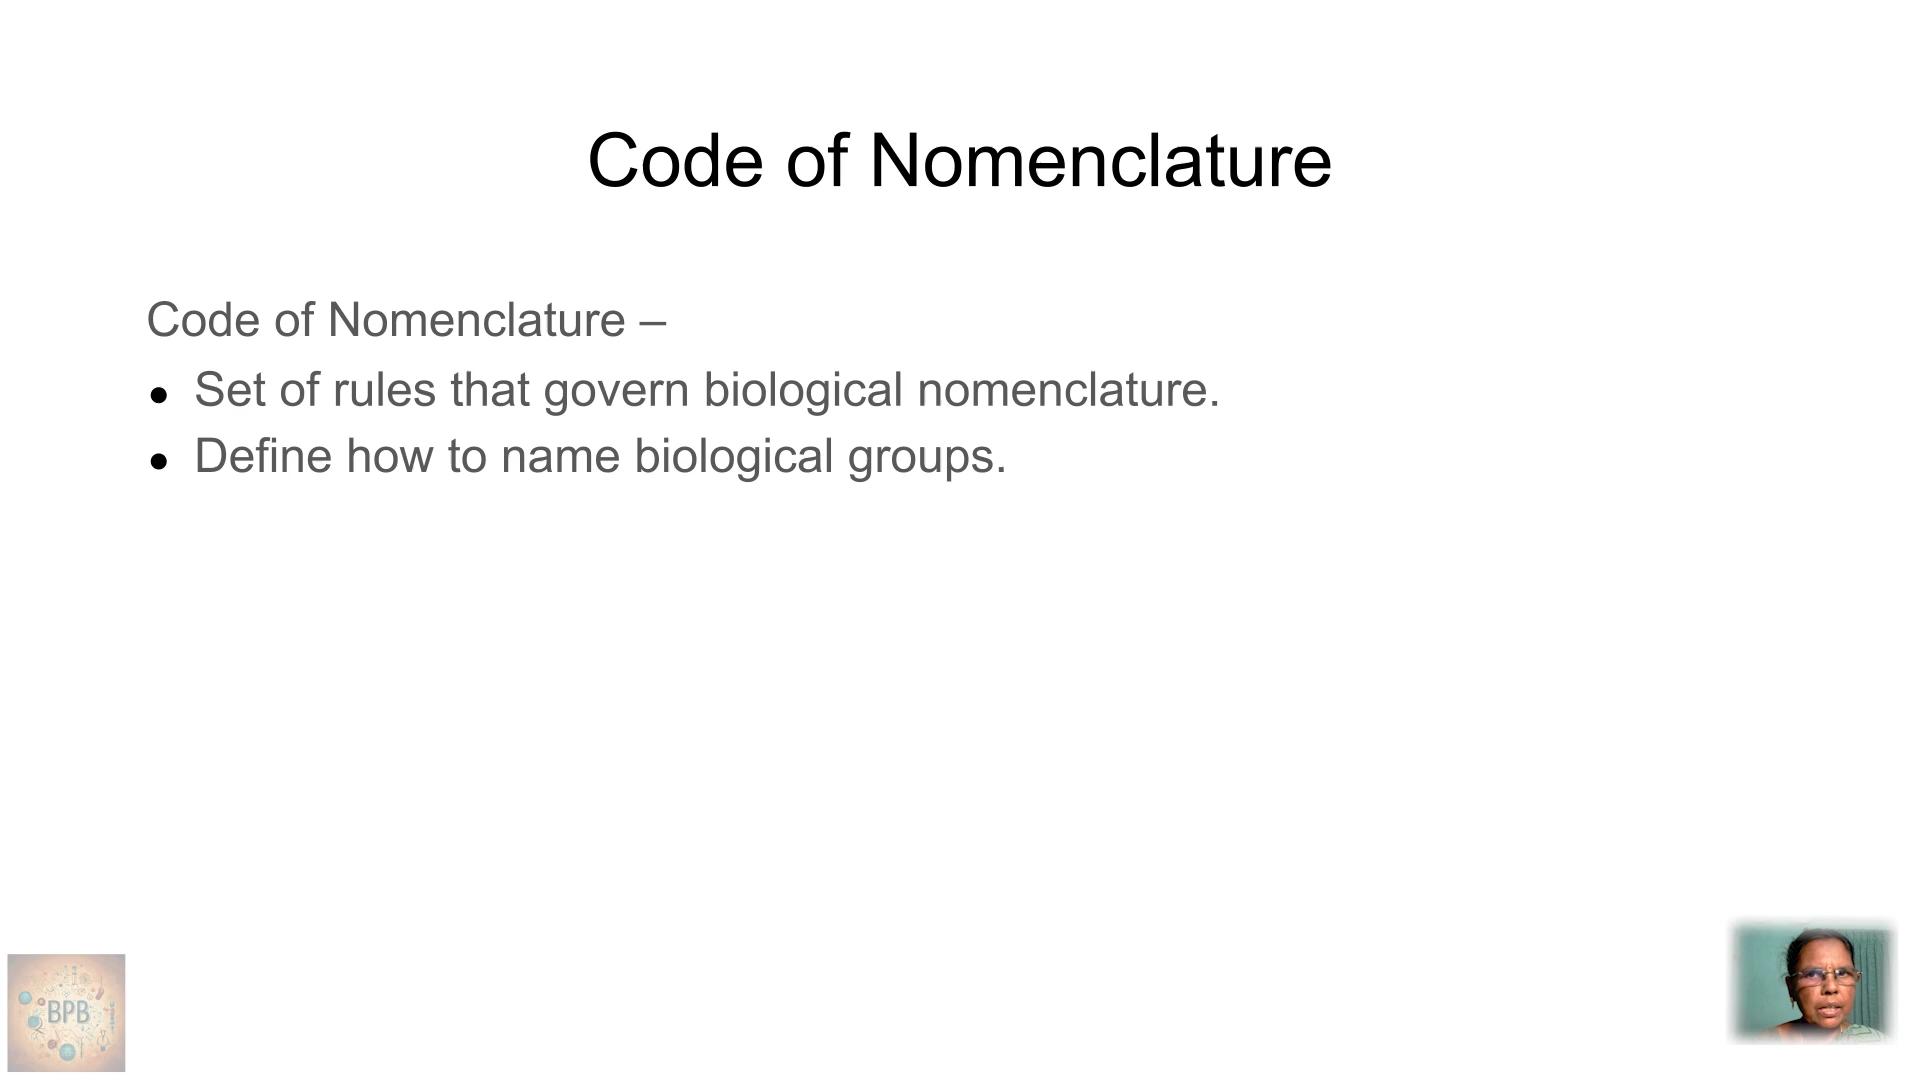 Code of Nomenclature
Code of Nomenclature –
● Set of rules that govern biological nomenclature.
● Define how to name biological groups.
BPB